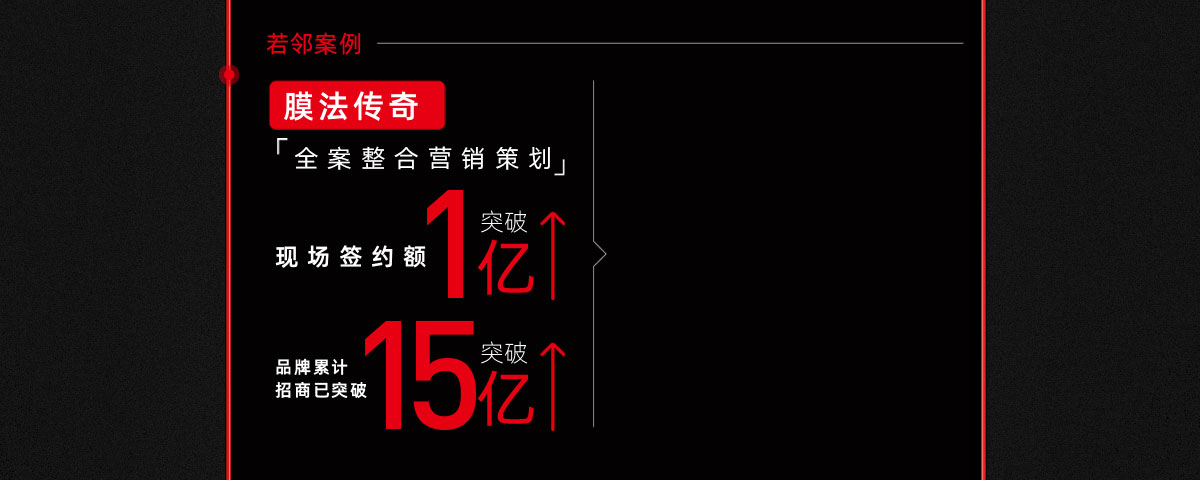 若邻案例
膜法传奇
「全案整合营销策划」
现场签约额 1亿 突破
品牌累计
招商已突破 15亿 突破